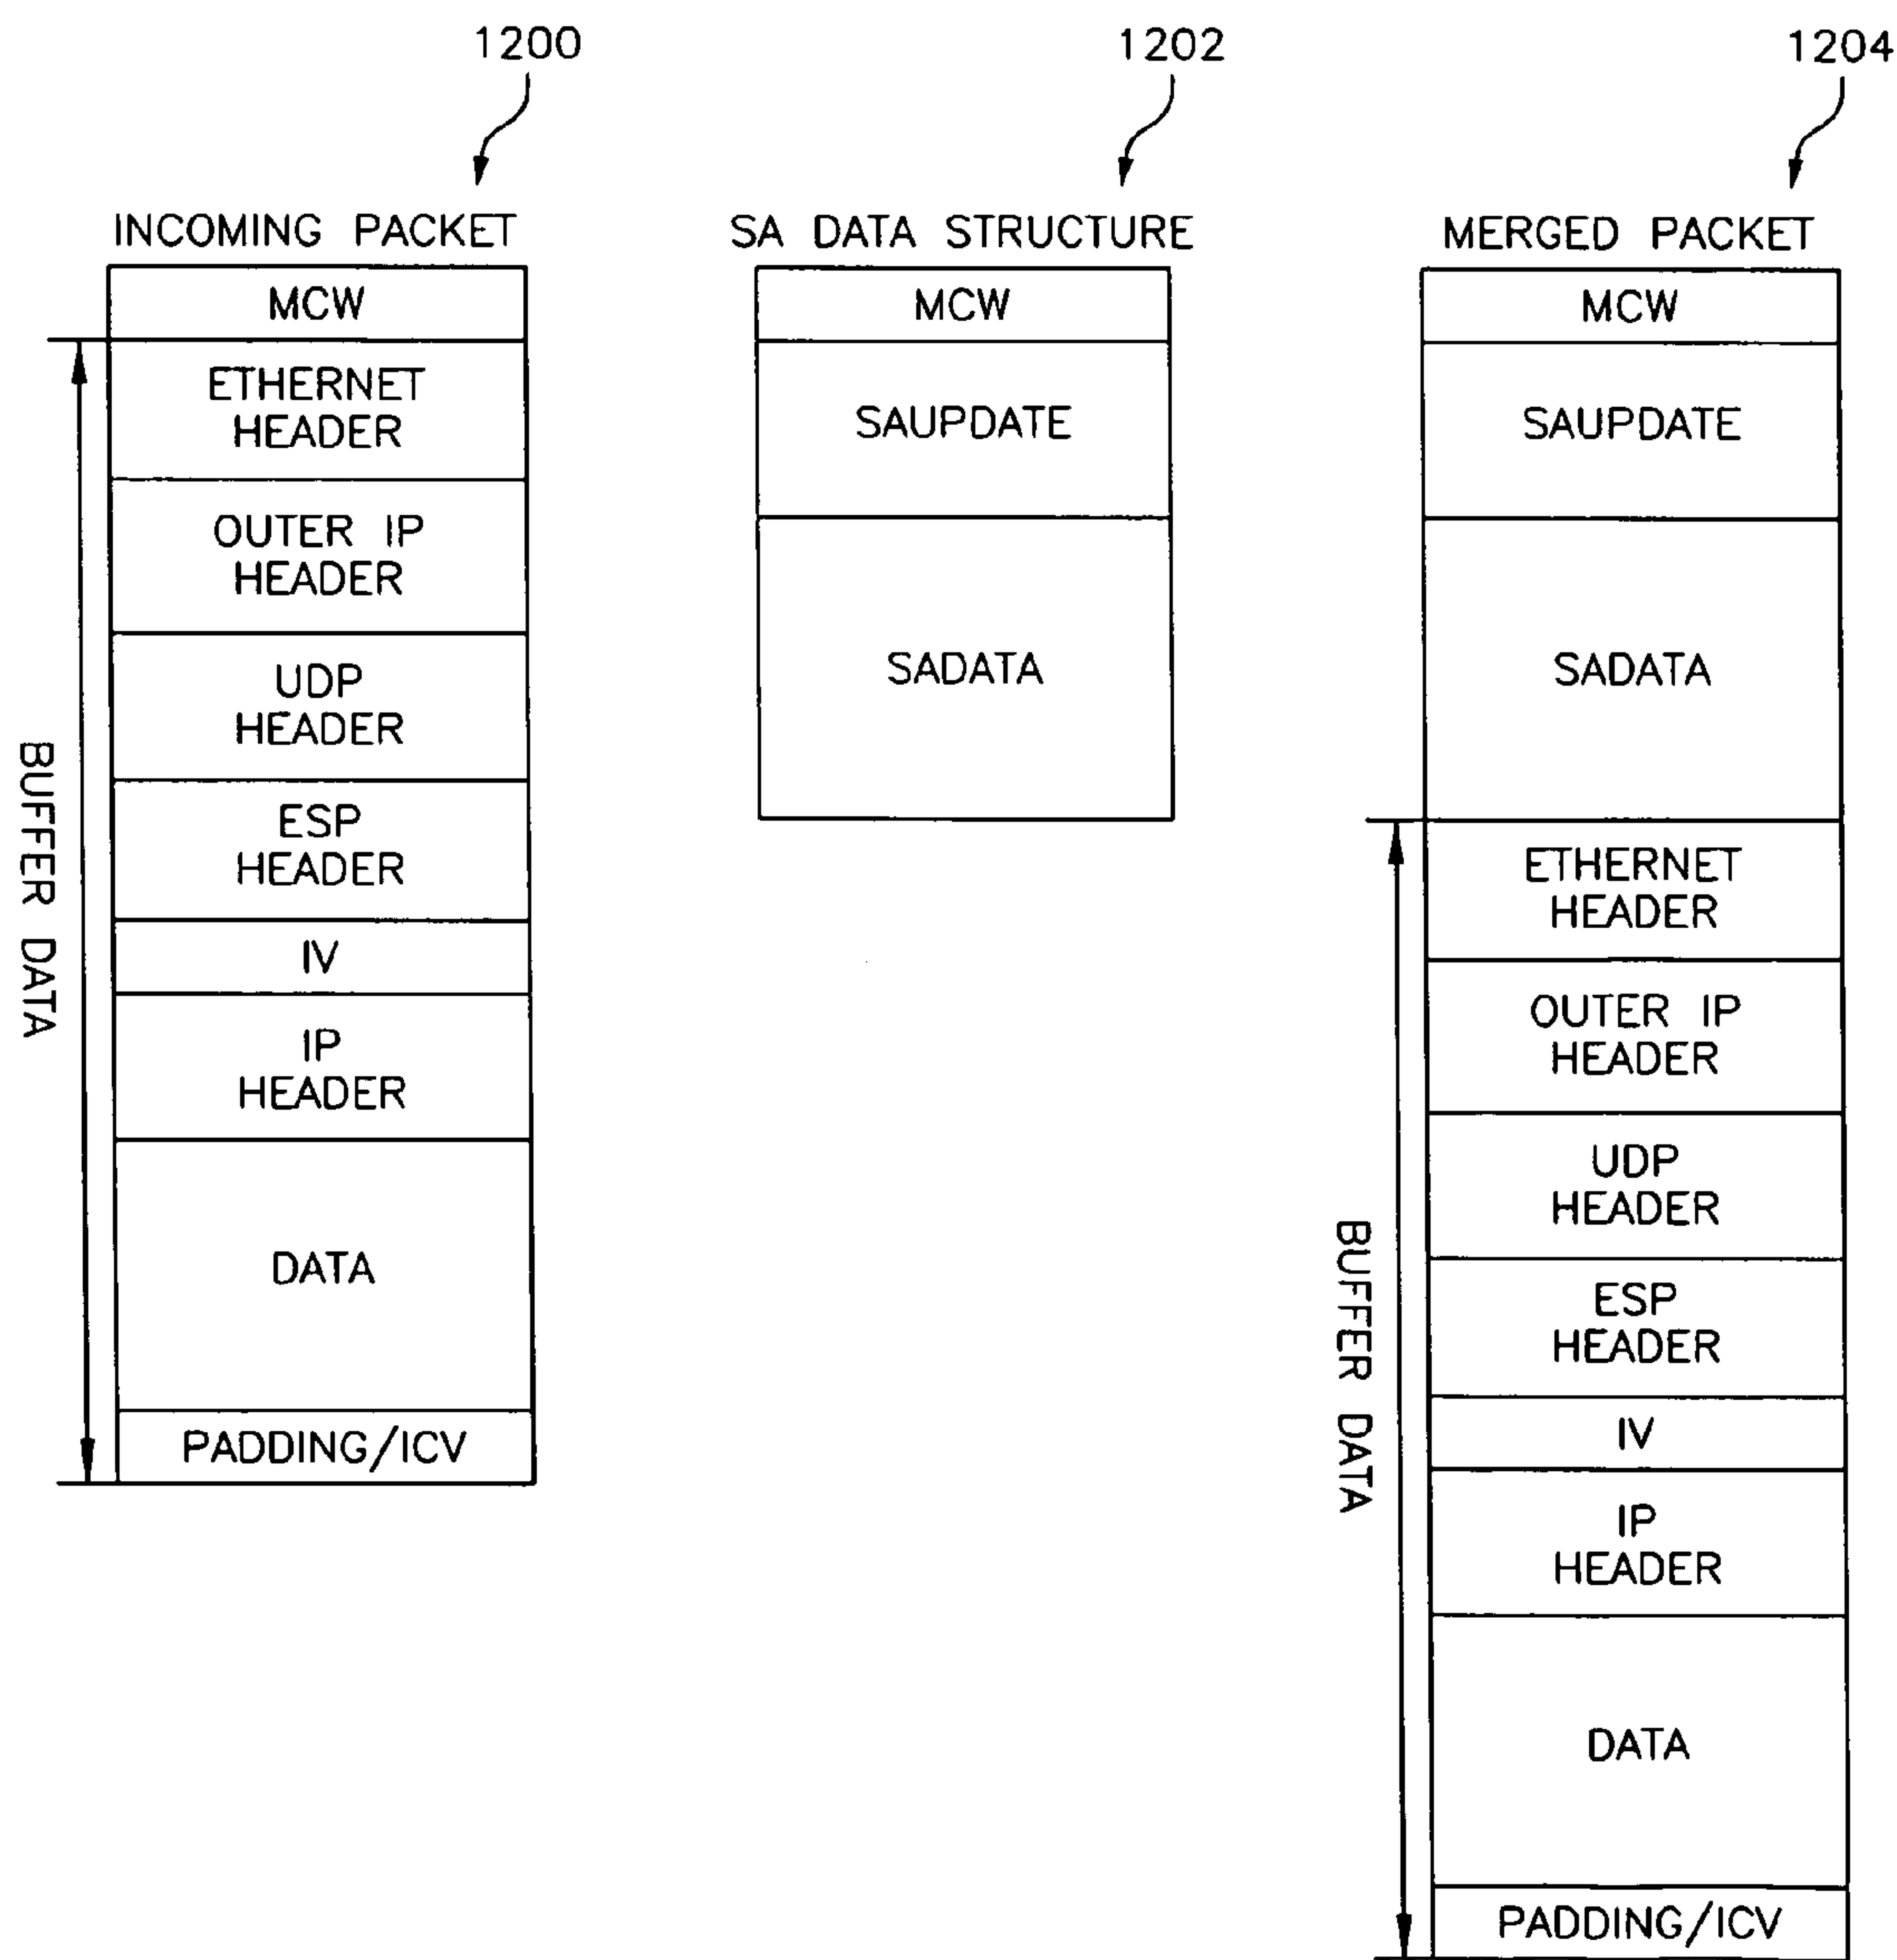 1200
INCOMING PACKET
MCW
ETHERNET
HEADER
OUTER IP
HEADER
UDP
HEADER
ESP
HEADER
IV
IP
HEADER
DATA
PADDING/ICV
BUFFER DATA
1202
SA DATA STRUCTURE
MCW
SAUPDATE
SADATA
1204
MERGED PACKET
MCW
SAUPDATE
SADATA
ETHERNET
HEADER
OUTER IP
HEADER
UDP
HEADER
ESP
HEADER
IV
IP
HEADER
DATA
PADDING/ICV
BUFFER DATA